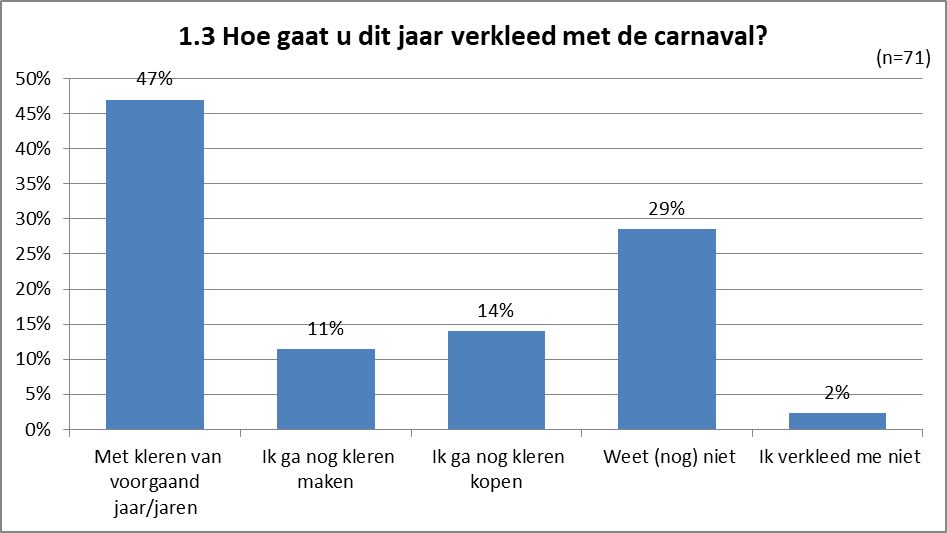 1.3 Hoe gaat u dit jaar verkleed met de carnaval?
(n=71)
50%
45%
40%
35%
30%
25%
20%
15%
10%
5%
0%
47%
11%
14%
29%
2%
Met kleren van
voorgaand
jaar/jaren
Ik ga nog kleren
maken
Ik ga nog kleren
kopen
Weet (nog) niet
Ik verkleed me niet